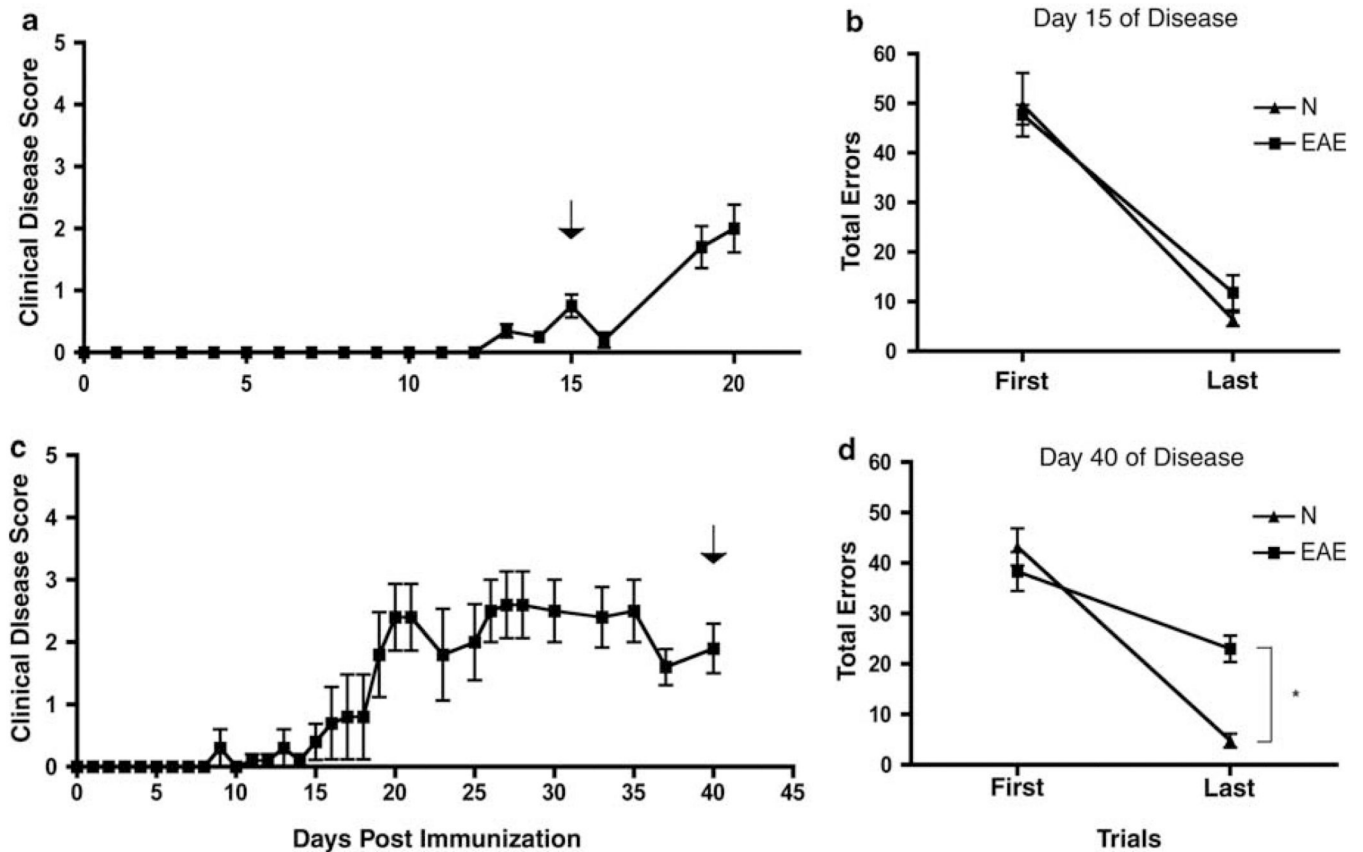 a
5
4
3
2
1
0
Clinical Disease Score
0 5 10 15 20
b
Day 15 of Disease
60
50
40
30
20
10
0
Total Errors
N
EAE
First Last
c
5
4
3
2
1
0
Clinical DIsease Score
0 5 10 15 20 25 30 35 40 45
Days Post Immunization
d
Day 40 of Disease
60
50
40
30
20
10
0
Total Errors
N
EAE
*
First Last
Trials